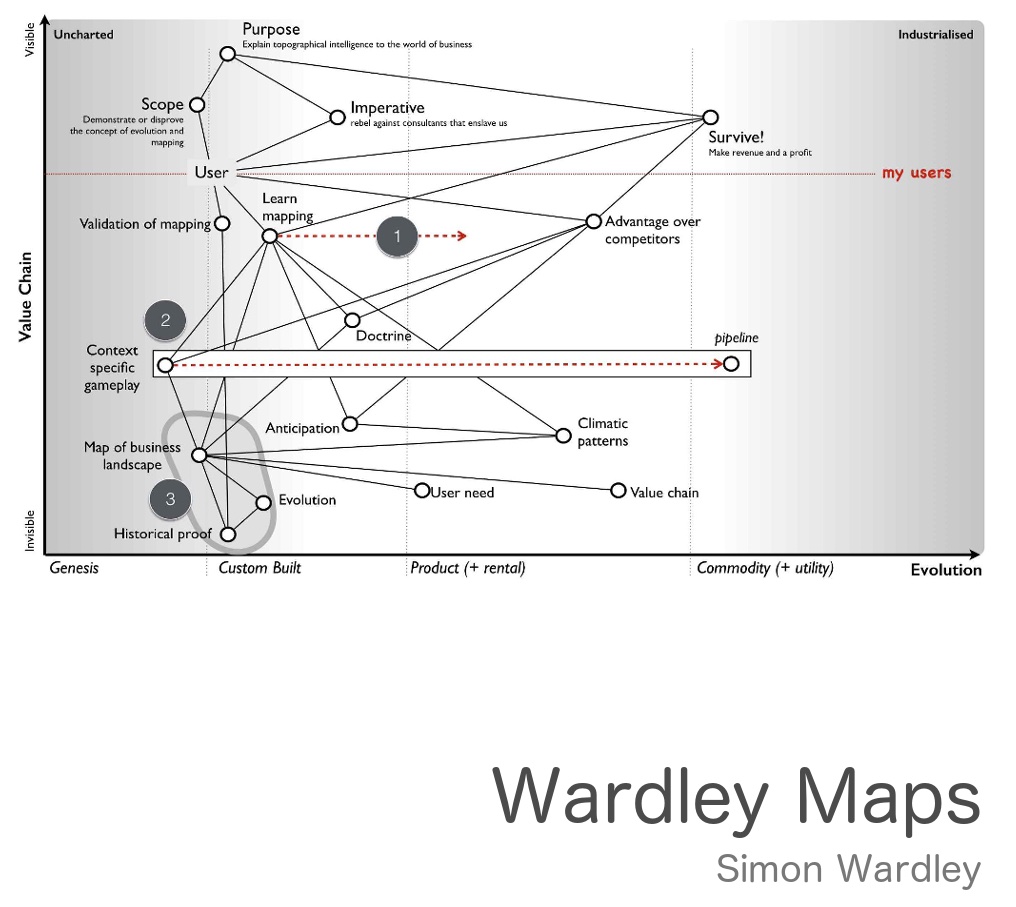 Visible
Uncharted
Industrialised
Purpose
Explain topographical intelligence to the world of business
Scope
Demonstrate or disprove
the concept of evolution and
mapping
Imperative
rebel against consultants that enslave us
Survive!
Make revenue and a profit
User
my users
Learn
mapping
Validation of mapping
1
Advantage over
competitors
Value Chain
2
Doctrine
pipeline
Context
specific
gameplay
Anticipation
Climatic
patterns
Map of business
landscape
3
User need
Value chain
Evolution
Historical proof
Invisible
Genesis
Custom Built
Product (+ rental)
Commodity (+ utility)
Evolution
Wardley Maps
Simon Wardley